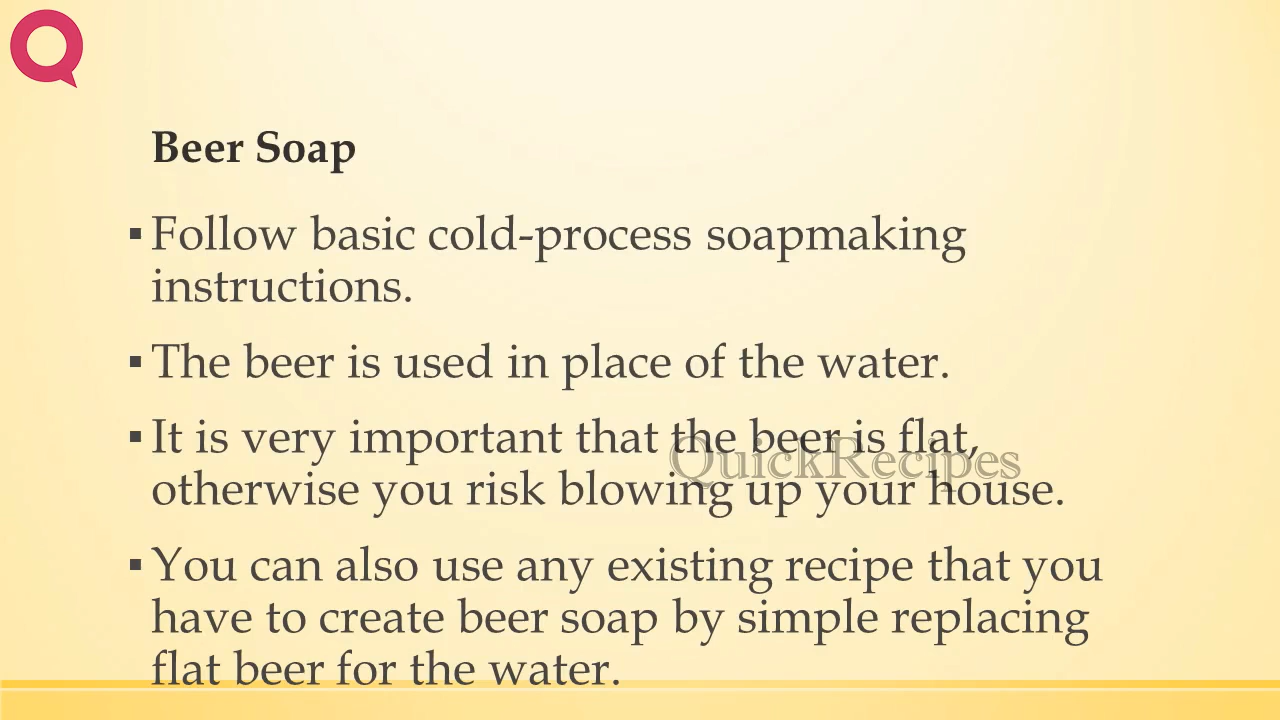 Beer Soap
▪ Follow basic cold-process soapmaking
instructions.
▪ The beer is used in place of the water.
▪ It is very important that the beer is flat,
QuickRecipes
otherwise you risk blowing up your house.
▪ You can also use any existing recipe that you
have to create beer soap by simple replacing
flat beer for the water.